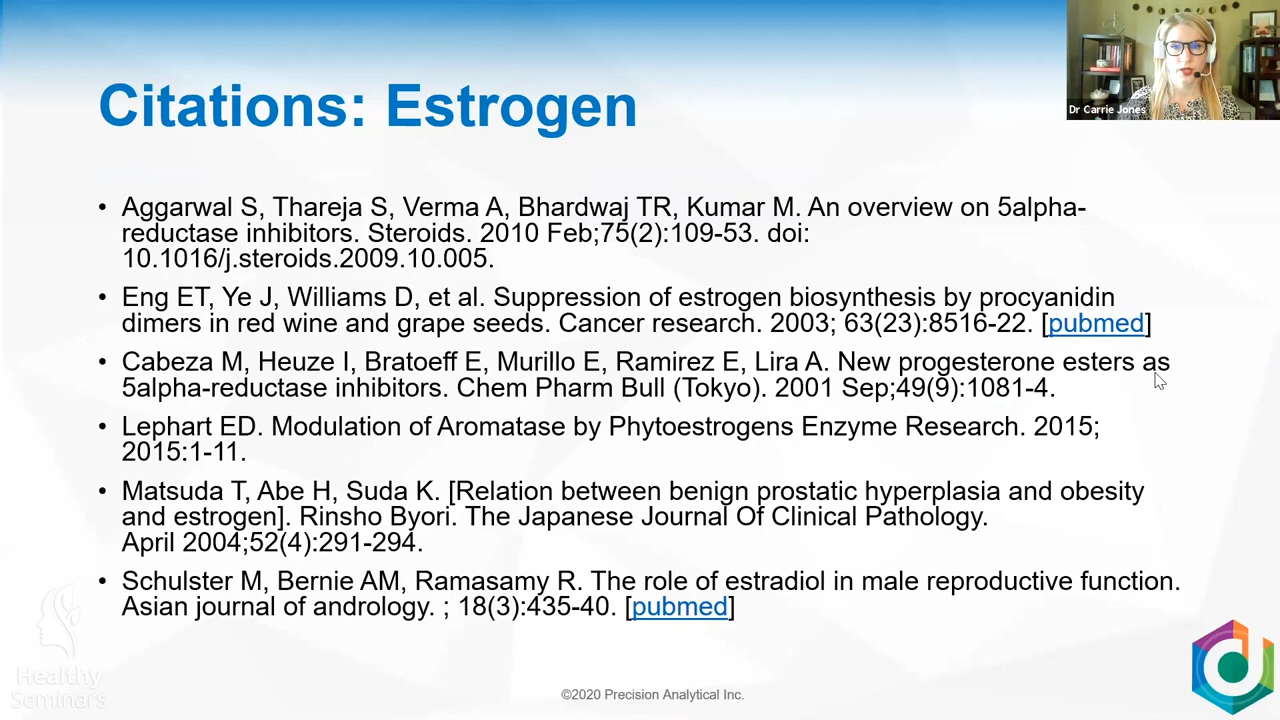 Dr Carrie Jones
Citations: Estrogen
• Aggarwal S, Thareja S, Verma A, Bhardwaj TR, Kumar M. An overview on 5alpha-
reductase inhibitors. Steroids. 2010 Feb;75(2):109-53. doi:
10.1016/j.steroids.2009.10.005.
• Eng ET, Ye J, Williams D, et al. Suppression of estrogen biosynthesis by procyanidin
dimers in red wine and grape seeds. Cancer research. 2003; 63(23):8516-22. [pubmed]
• Cabeza M, Heuze I, Bratoeff E, Murillo E, Ramirez E, Lira A. New progesterone esters as
5alpha-reductase inhibitors. Chem Pharm Bull (Tokyo). 2001 Sep;49(9):1081-4.
• Lephart ED. Modulation of Aromatase by Phytoestrogens Enzyme Research. 2015;
2015:1-11.
• Matsuda T, Abe H, Suda K. [Relation between benign prostatic hyperplasia and obesity
and estrogen]. Rinsho Byori. The Japanese Journal Of Clinical Pathology.
April 2004;52(4):291-294.
• Schulster M, Bernie AM, Ramasamy R. The role of estradiol in male reproductive function.
Asian journal of andrology. ; 18(3):435-40. [pubmed]
Healthy
Seminars
©2020 Precision Analytical Inc.